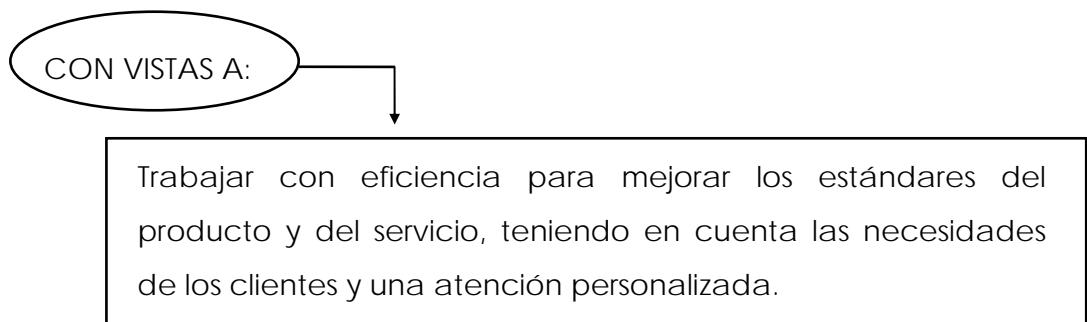 CON VISTAS A:
Trabajar con eficiencia para mejorar los estándares del
producto y del servicio, teniendo en cuenta las necesidades
de los clientes y una atención personalizada.